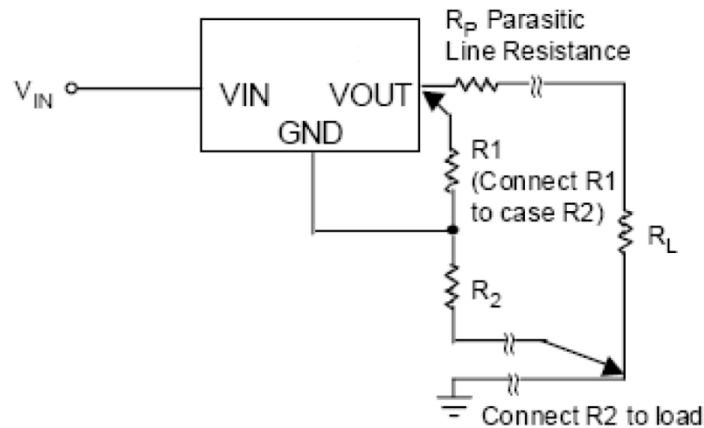 R_P Parasitic
Line Resistance
V_IN
VIN
VOUT
GND
R1
(Connect R1
to case R2)
R_L
R_2
Connect R2 to load